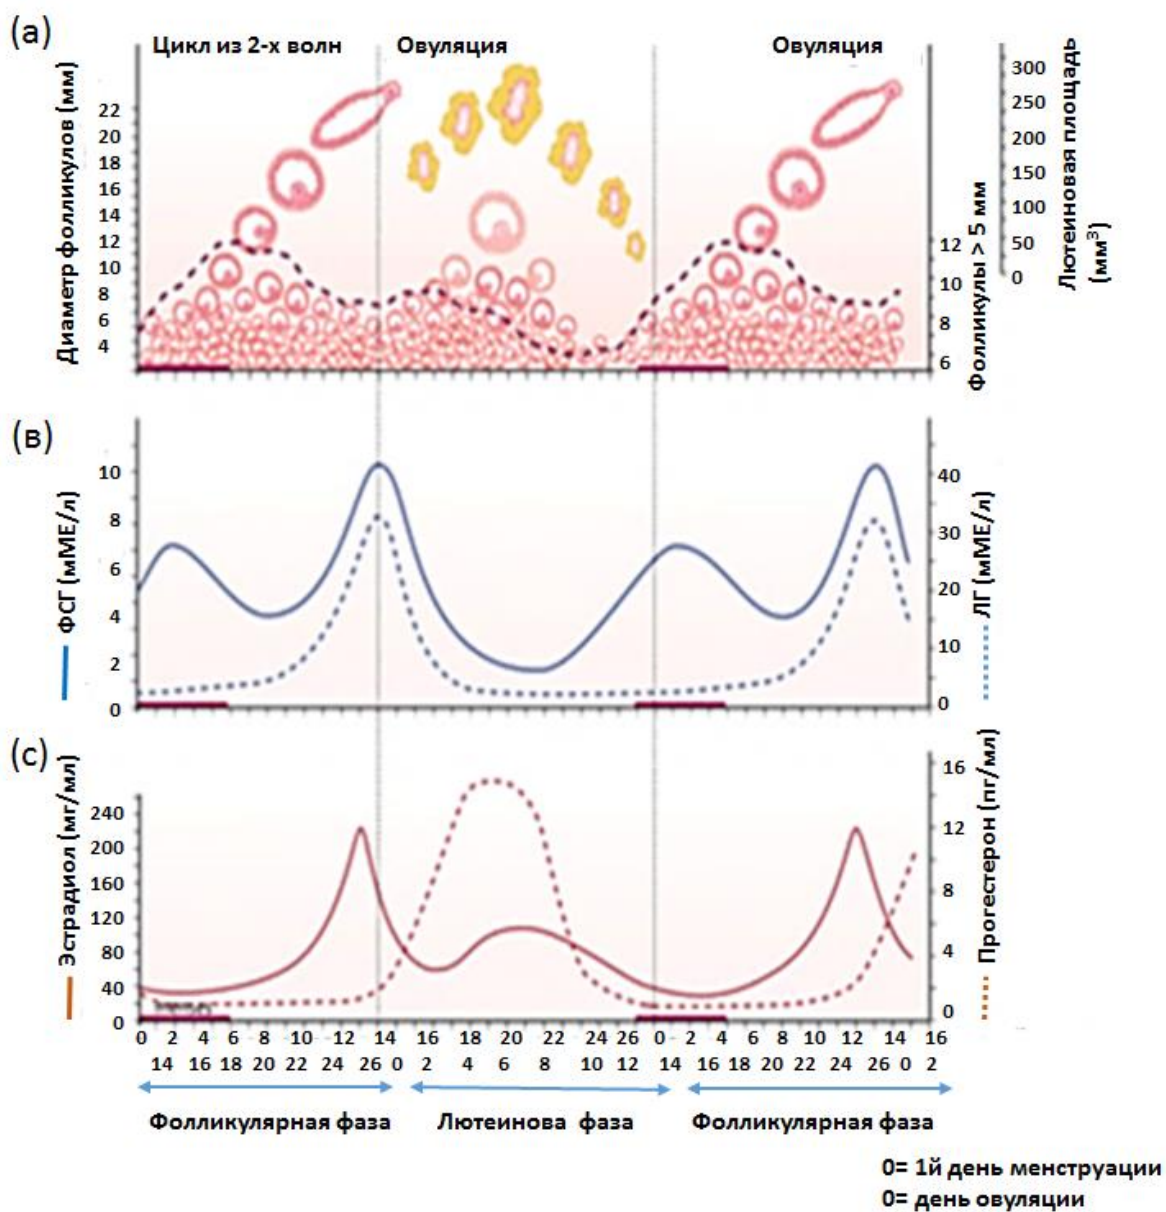 (а)
Цикл из 2-х волн
Овуляция
Овуляция
Диаметр фолликулов (мм)
22
20
18
16
14
12
10
8
6
4
12
10
8
6
Фолликулы > 5 мм
300
250
200
150
100
50
0
Лютеиновая площадь
(мм³)
(в)
ФСГ (мМЕ/л)
10
8
6
4
2
0
40
30
20
10
0
ЛГ (мМЕ/л)
(с)
Эстрадиол (мг/мл)
240
200
160
120
80
40
0
16
12
8
4
0
Прогестерон (пг/мл)
0 2 4 6 8 10 12 14 16 18 20 22 24 26 0 2 4 6 8 10 12 14 16
14 16 18 20 22 26 0 2 4 6 8 10 12 14 16 18 20 22 24 26 0 2
Фолликулярная фаза
Лютеинова фаза
Фолликулярная фаза
0= 1й день менструации
0= день овуляции